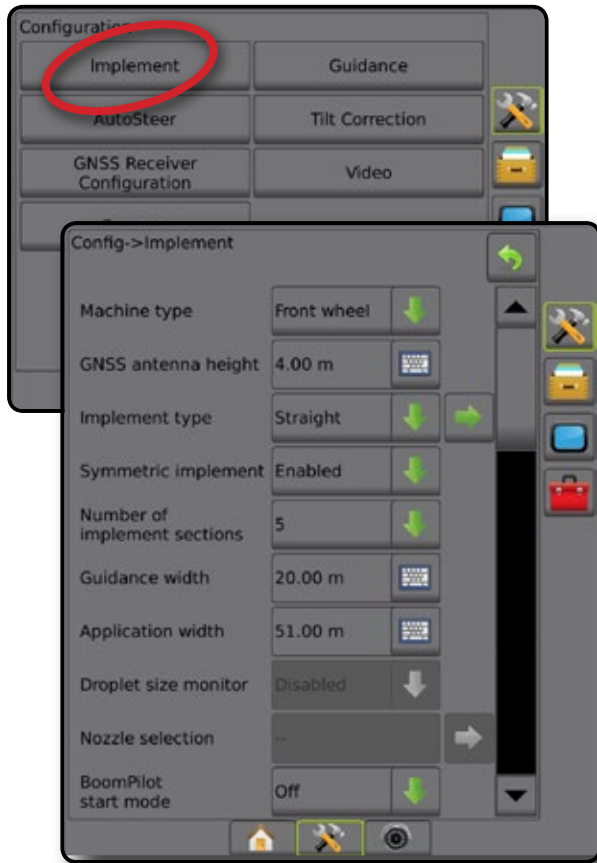 Configuration
Implement
Guidance
AutoSteer
Tilt Correction
GNSS Receiver
Configuration
Video
Config->Implement
Machine type
Front wheel
GNSS antenna height
4.00 m
Implement type
Straight
Symmetric implement
Enabled
Number of
implement sections
5
Guidance width
20.00 m
Application width
51.00 m
Droplet size monitor
Disabled
Nozzle selection
--
BoomPilot
start mode
Off